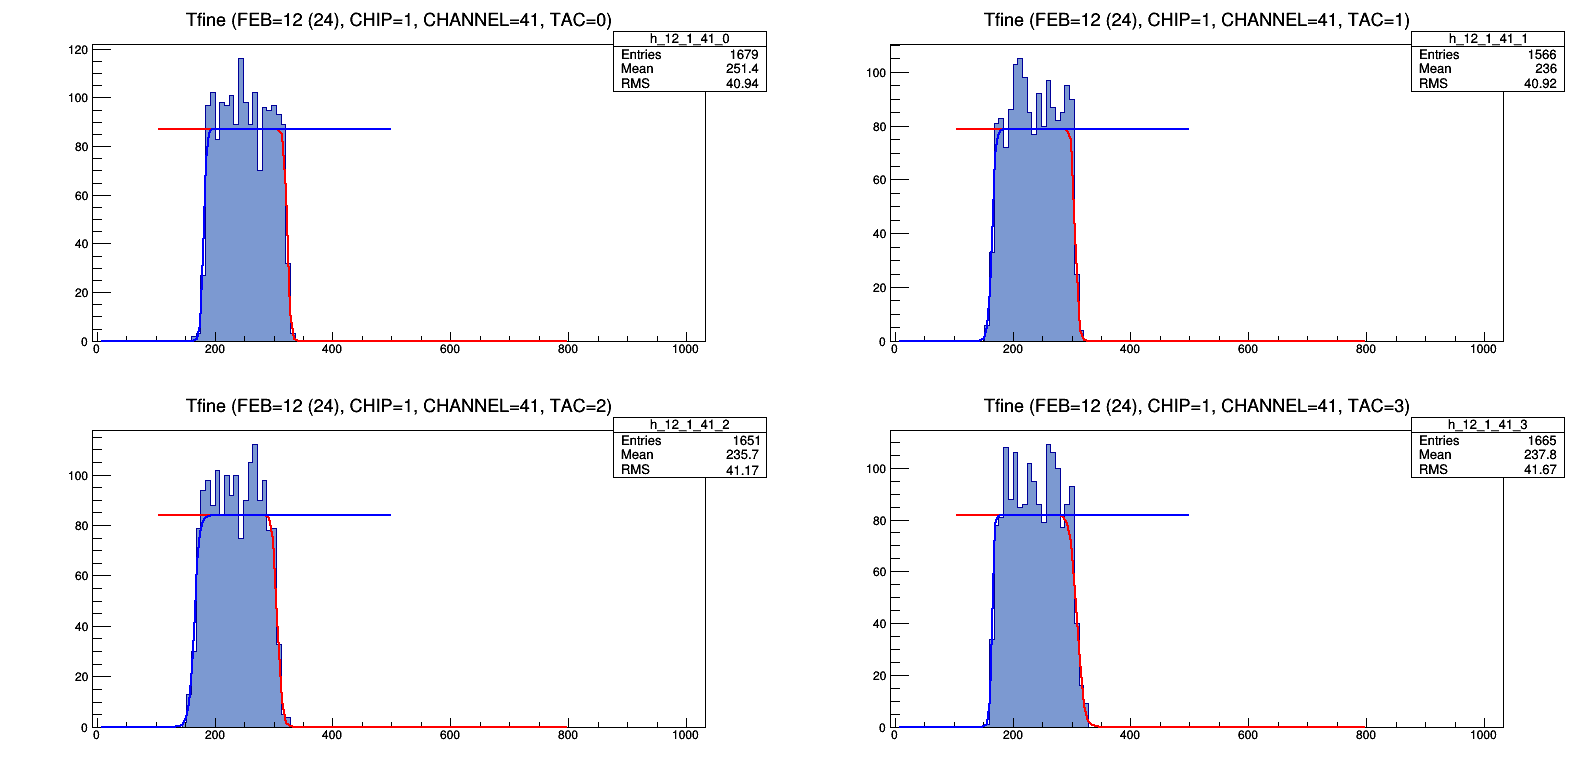 Tfine (FEB=12 (24), CHIP=1, CHANNEL=41, TAC=0)
h_12_1_41_0
Entries 1679
Mean 251.4
RMS 40.94
120
100
80
60
40
20
0
0 200 400 600 800 1000
Tfine (FEB=12 (24), CHIP=1, CHANNEL=41, TAC=1)
h_12_1_41_1
Entries 1566
Mean 236
RMS 40.92
100
80
60
40
20
0
0 200 400 600 800 1000
Tfine (FEB=12 (24), CHIP=1, CHANNEL=41, TAC=2)
h_12_1_41_2
Entries 1651
Mean 235.7
RMS 41.17
100
80
60
40
20
0
0 200 400 600 800 1000
Tfine (FEB=12 (24), CHIP=1, CHANNEL=41, TAC=3)
h_12_1_41_3
Entries 1665
Mean 237.8
RMS 41.67
100
80
60
40
20
0
0 200 400 600 800 1000